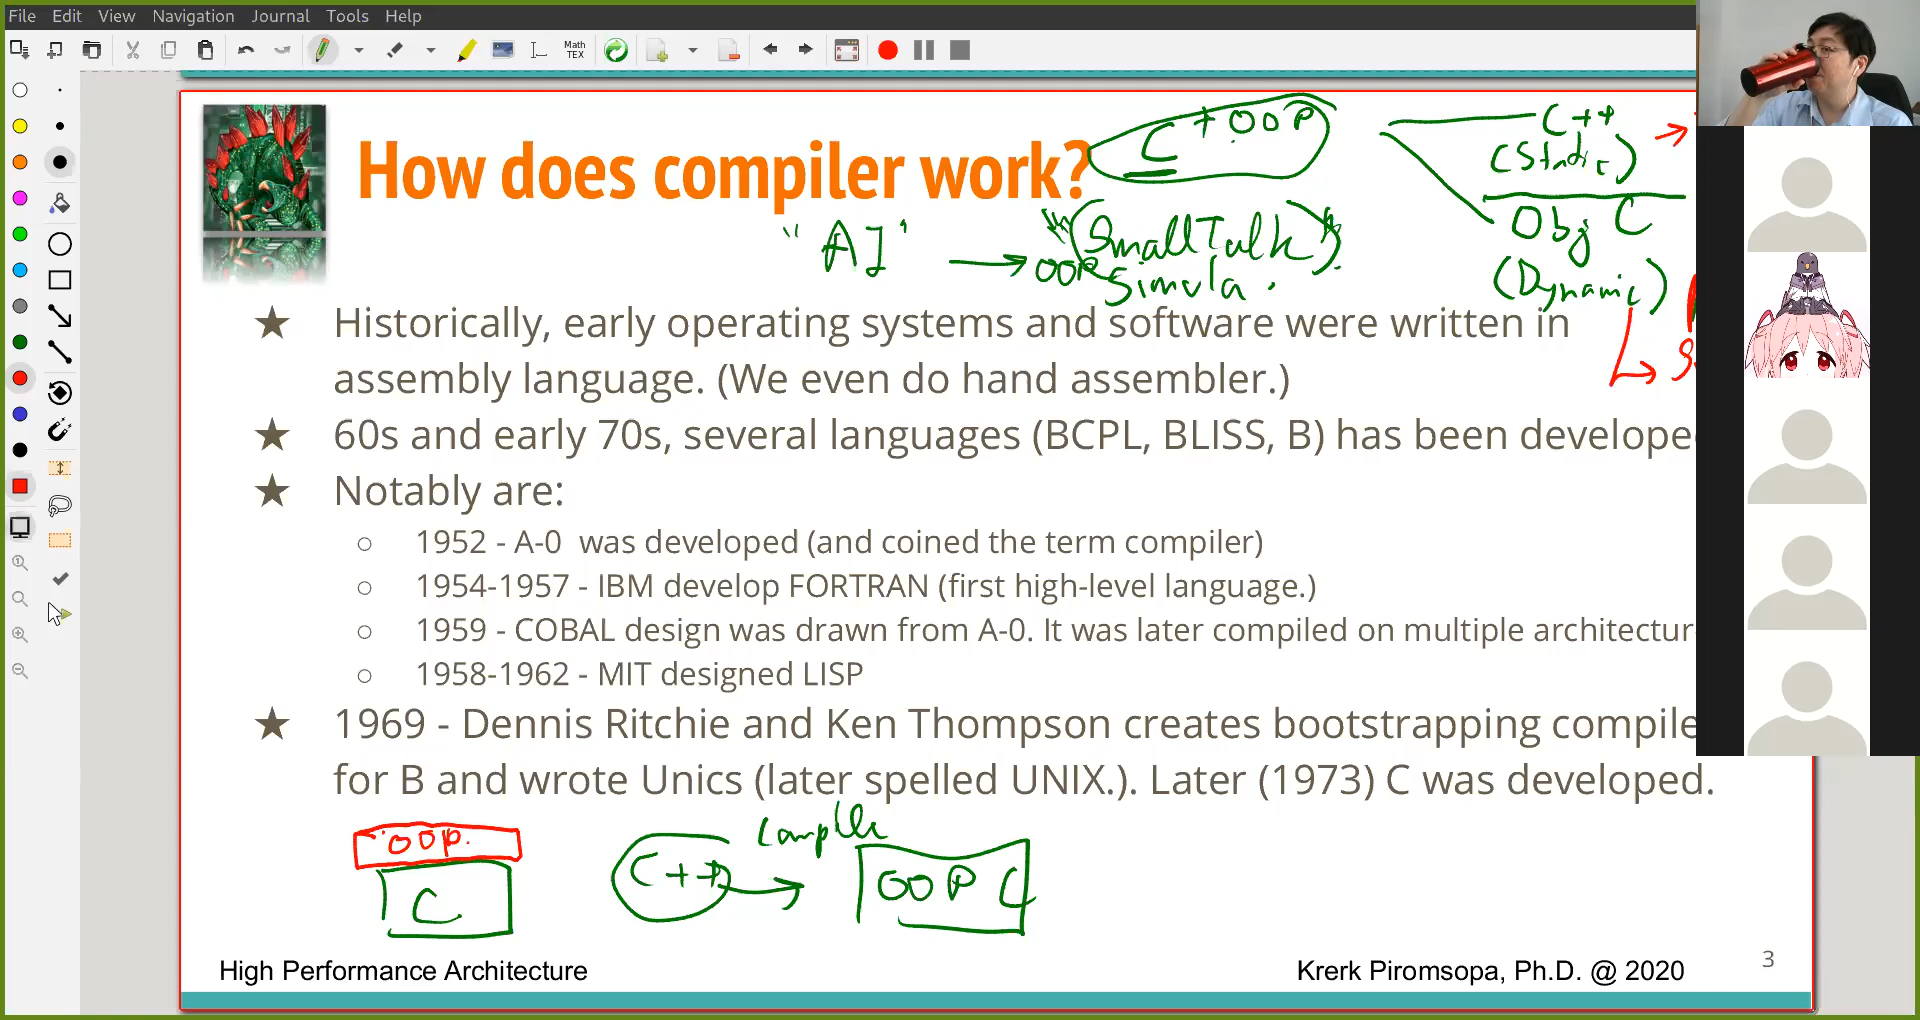 File Edit View Navigation Journal Tools Help
Math
TEX
How does compiler work?
C + OOP
C++
(Static)
Obj C
(Dynamic)
"AI"
OOP
(SmallTalk)
Simula.
★ Historically, early operating systems and software were written in
assembly language. (We even do hand assembler.)
★ 60s and early 70s, several languages (BCPL, BLISS, B) has been develope
★ Notably are:
○ 1952 - A-0 was developed (and coined the term compiler)
○ 1954-1957 - IBM develop FORTRAN (first high-level language.)
○ 1959 - COBAL design was drawn from A-0. It was later compiled on multiple architectur
○ 1958-1962 - MIT designed LISP
★ 1969 - Dennis Ritchie and Ken Thompson creates bootstrapping compile
for B and wrote Unics (later spelled UNIX.). Later (1973) C was developed.
OOP.
C
C++
OOP C
High Performance Architecture
Krerk Piromsopa, Ph.D. @ 2020
3